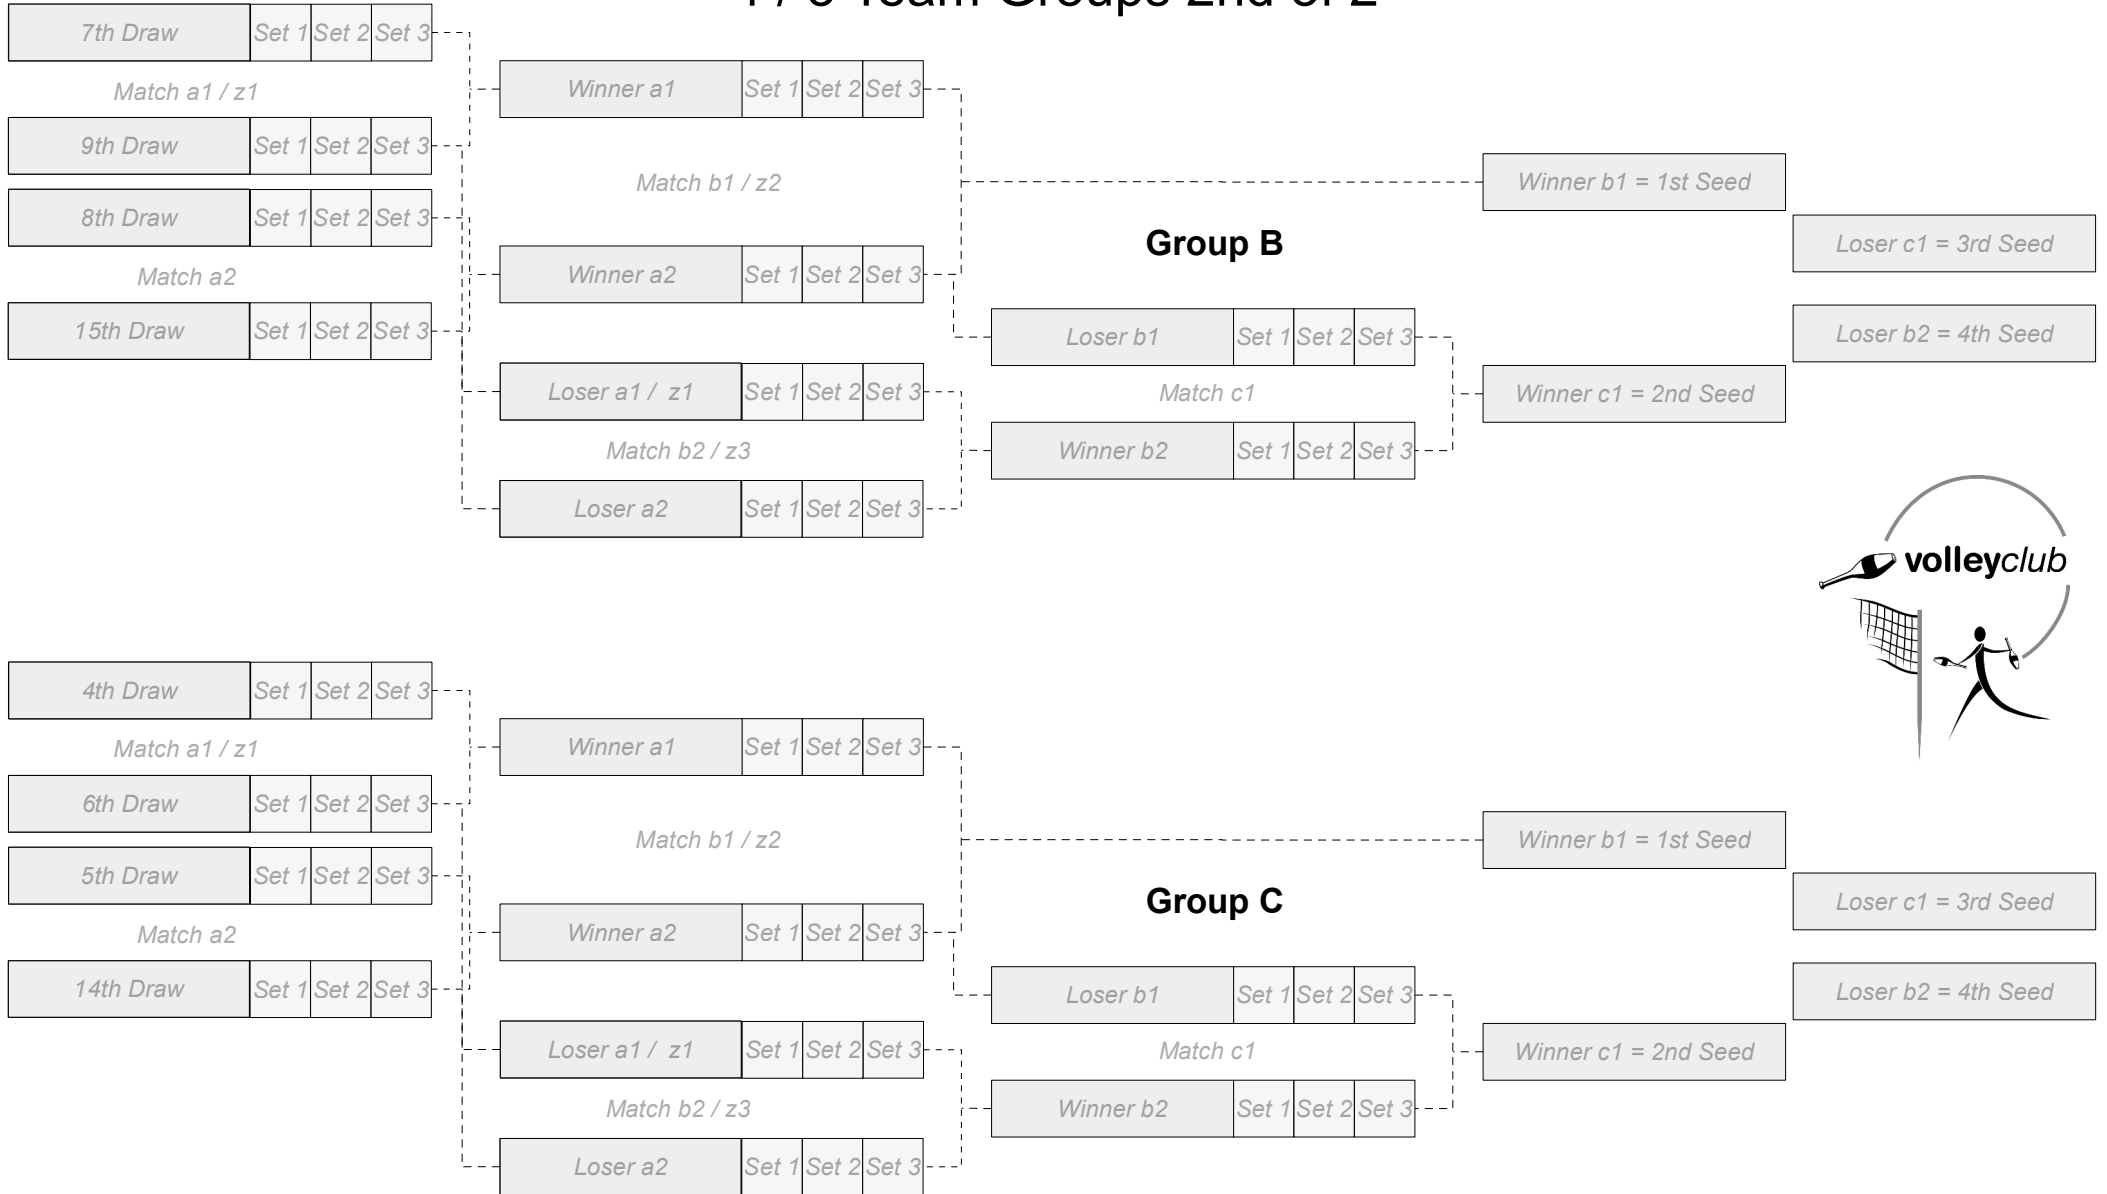 Team Groups 2nd of 2
7th Draw Set 1 Set 2 Set 3
Match a1 / z1
9th Draw Set 1 Set 2 Set 3
8th Draw Set 1 Set 2 Set 3
Match a2
15th Draw Set 1 Set 2 Set 3
Winner a1 Set 1 Set 2 Set 3
Match b1 / z2
Winner a2 Set 1 Set 2 Set 3
Loser a1 / z1 Set 1 Set 2 Set 3
Match b2 / z3
Loser a2 Set 1 Set 2 Set 3
Group B
Loser b1 Set 1 Set 2 Set 3
Match c1
Winner b2 Set 1 Set 2 Set 3
Winner b1 = 1st Seed
Winner c1 = 2nd Seed
Loser c1 = 3rd Seed
Loser b2 = 4th Seed
volleyclub
4th Draw Set 1 Set 2 Set 3
Match a1 / z1
6th Draw Set 1 Set 2 Set 3
5th Draw Set 1 Set 2 Set 3
Match a2
14th Draw Set 1 Set 2 Set 3
Winner a1 Set 1 Set 2 Set 3
Match b1 / z2
Winner a2 Set 1 Set 2 Set 3
Loser a1 / z1 Set 1 Set 2 Set 3
Match b2 / z3
Loser a2 Set 1 Set 2 Set 3
Group C
Loser b1 Set 1 Set 2 Set 3
Match c1
Winner b2 Set 1 Set 2 Set 3
Winner b1 = 1st Seed
Winner c1 = 2nd Seed
Loser c1 = 3rd Seed
Loser b2 = 4th Seed